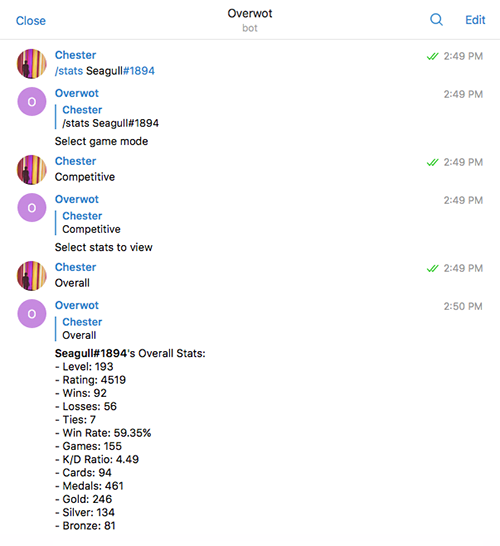 Close
Overwot
bot
Edit
Chester
2:49 PM
/stats Seagull#1894
O
Overwot
2:49 PM
Chester
/stats Seagull#1894
Select game mode
Chester
2:49 PM
Competitive
O
Overwot
2:49 PM
Chester
Competitive
Select stats to view
Chester
2:49 PM
Overall
O
Overwot
2:50 PM
Chester
Overall
Seagull#1894's Overall Stats:
- Level: 193
- Rating: 4519
- Wins: 92
- Losses: 56
- Ties: 7
- Win Rate: 59.35%
- Games: 155
- K/D Ratio: 4.49
- Cards: 94
- Medals: 461
- Gold: 246
- Silver: 134
- Bronze: 81